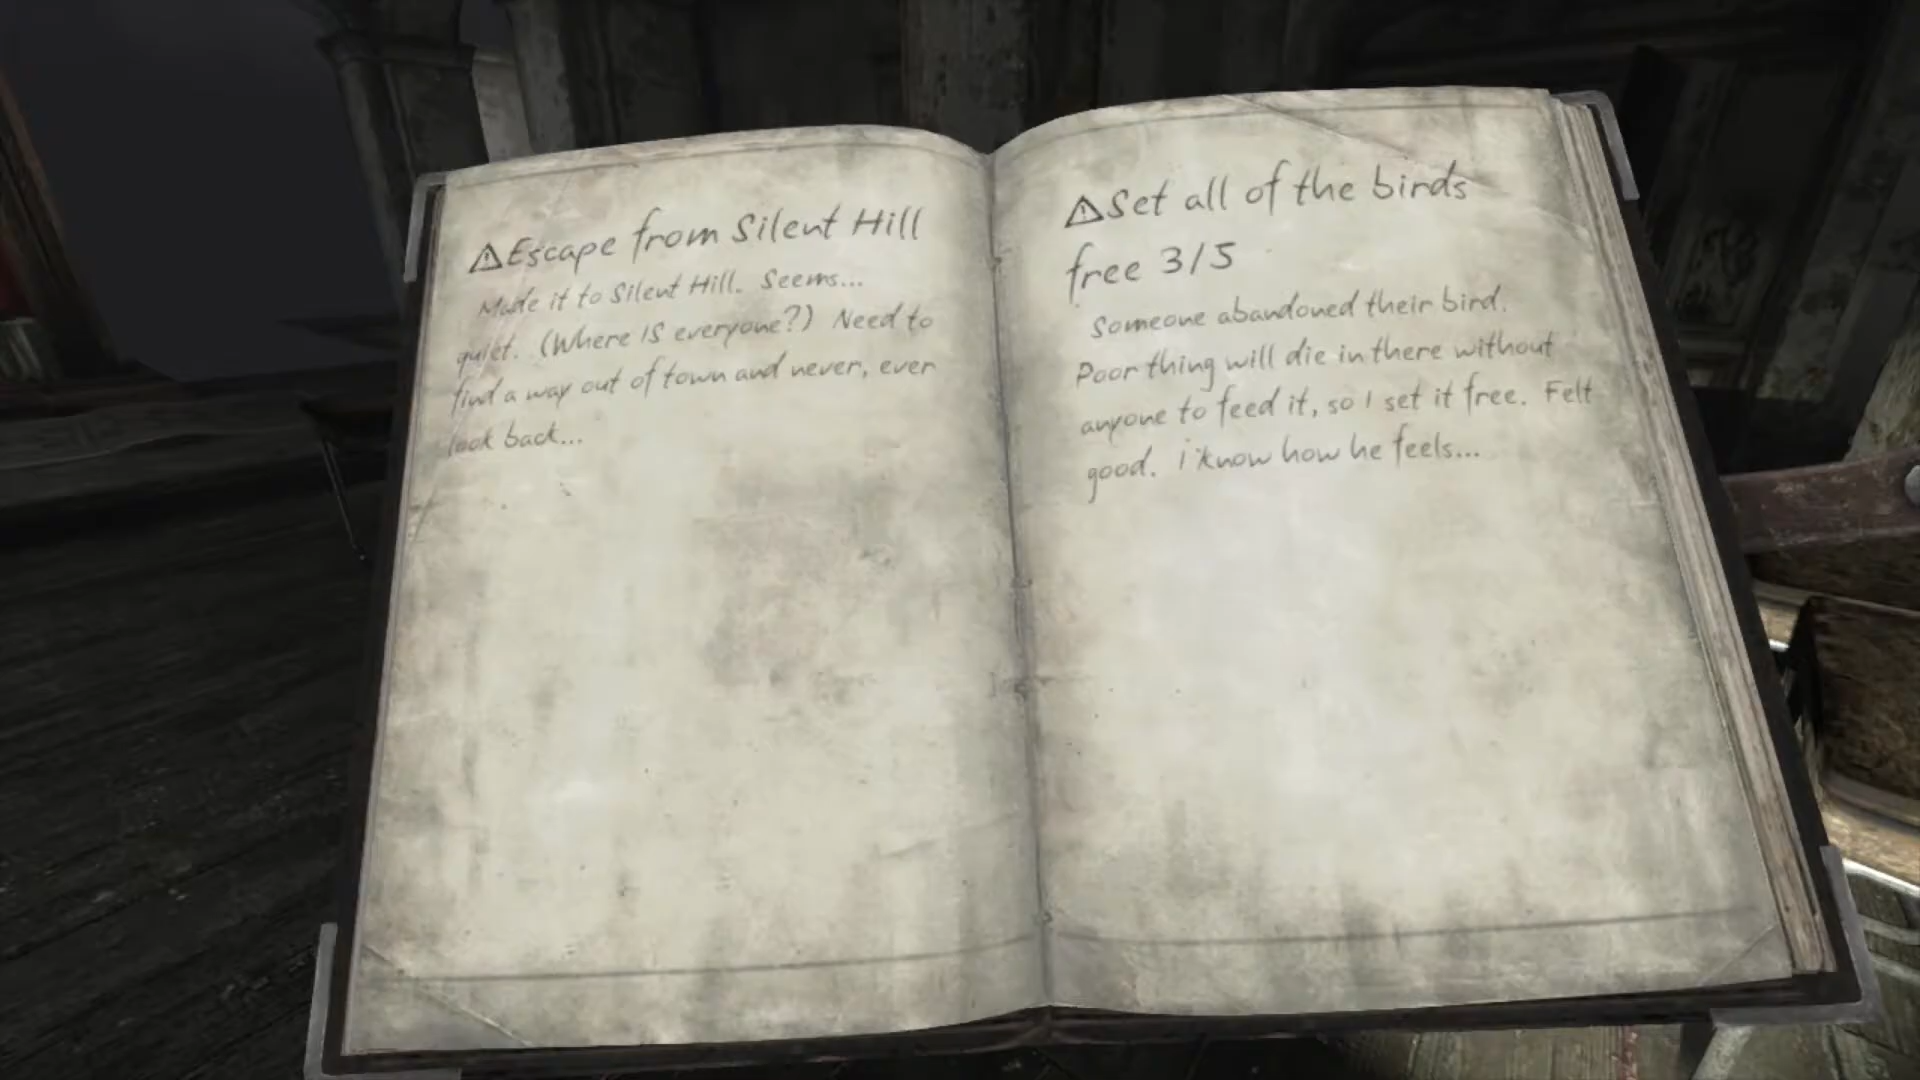 Escape from Silent Hill
Made it to Silent Hill. Seems...
quiet. (Where IS everyone?) Need to
find a way out of town and never, ever
look back...
Set all of the birds
free 3/5
Someone abandoned their bird.
Poor thing will die in there without
anyone to feed it, so I set it free. Felt
good. I know how he feels...